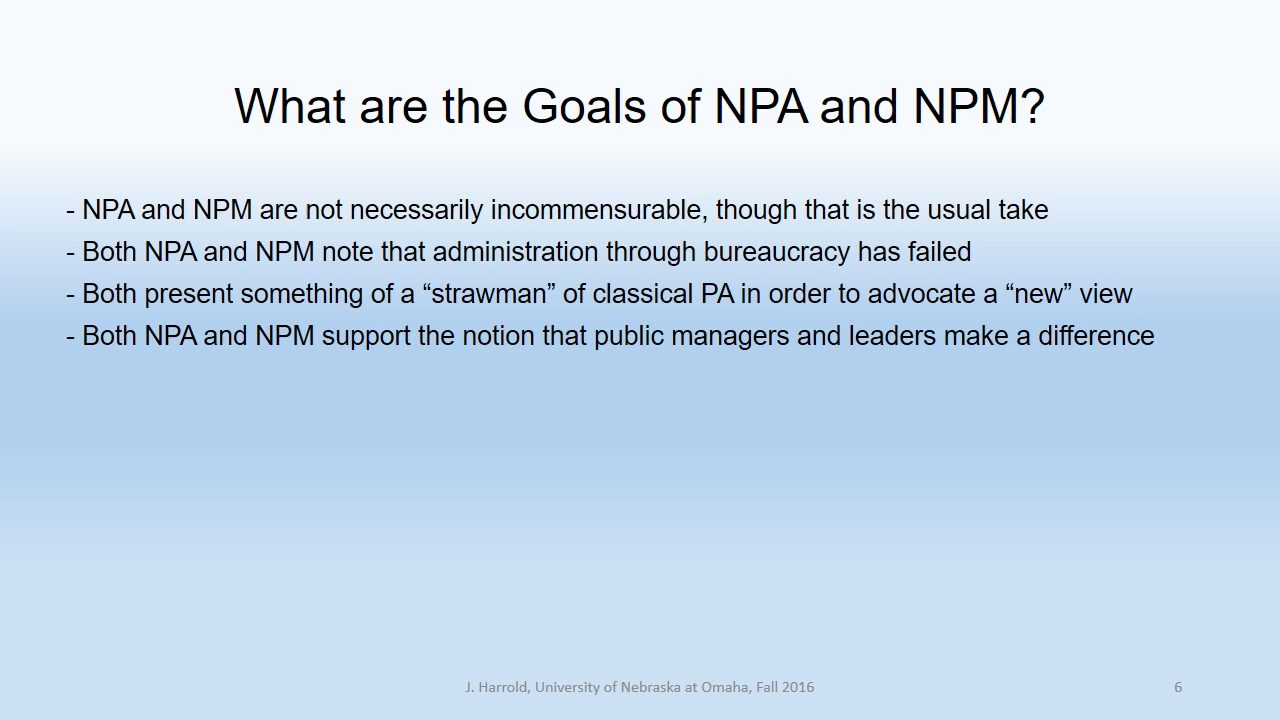 What are the Goals of NPA and NPM?
- NPA and NPM are not necessarily incommensurable, though that is the usual take
- Both NPA and NPM note that administration through bureaucracy has failed
- Both present something of a “strawman” of classical PA in order to advocate a “new” view
- Both NPA and NPM support the notion that public managers and leaders make a difference
J. Harrold, University of Nebraska at Omaha, Fall 2016
6